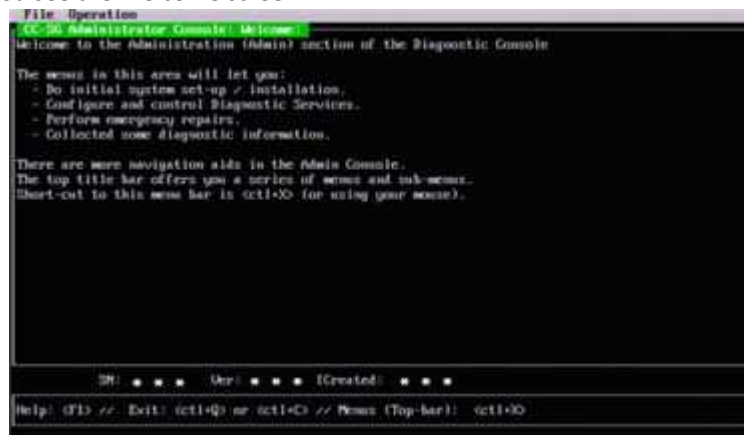 File Operation
CC-SG Administrator Console: Welcome:
Welcome to the Administration (Admin) section of the Diagnostic Console
The menus in this area will let you:
- Do initial system set-up / installation.
- Configure and control Diagnostic Services.
- Perform emergency repairs.
- Collected some diagnostic information.
There are more navigation aids in the Admin Console.
The top title bar offers you a series of menus and sub-menus.
Short-cut to this menu bar is <ctl+X> (or using your mouse).
SN: Ver: [Created:
Help: <F1> // Exit: <ctl+Q> or <ctl+C> // Menus (Top-bar): <ctl+X>